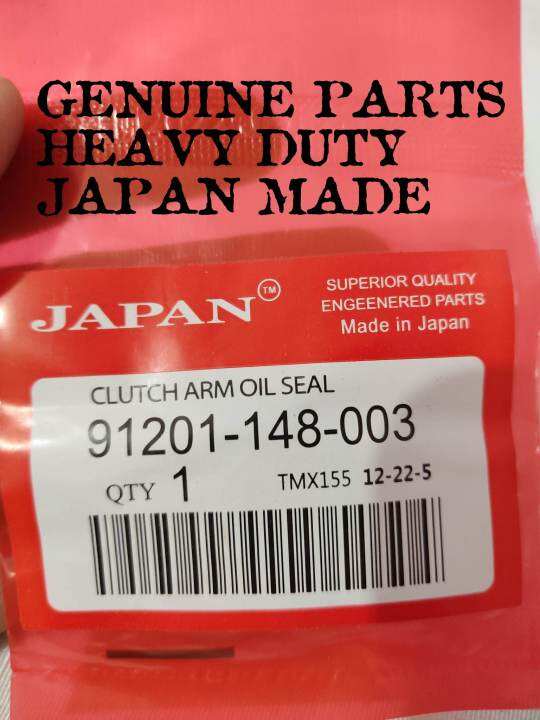 GENUINE PARTS
HEAVY DUTY
JAPAN MADE
JAPAN™
SUPERIOR QUALITY
ENGEENERED PARTS
Made in Japan
CLUTCH ARM OIL SEAL
91201-148-003
QTY 1 TMX155 12-22-5